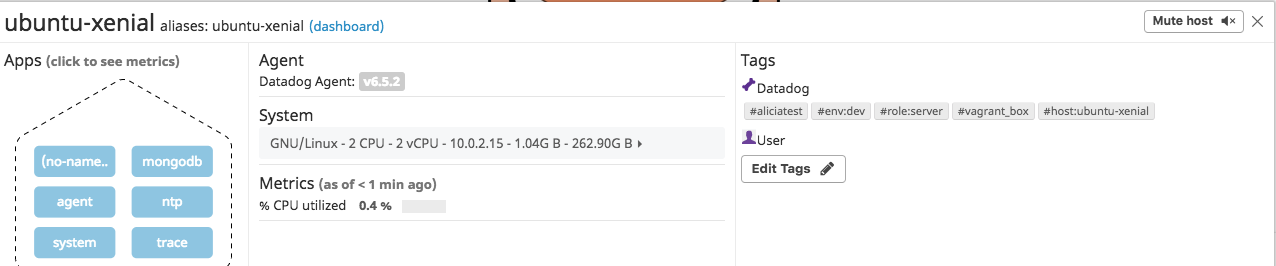 ubuntu-xenial aliases: ubuntu-xenial (dashboard)
Mute host
Apps (click to see metrics)
(no-name..
mongodb
agent
ntp
system
trace
Agent
Datadog Agent: v6.5.2
System
GNU/Linux - 2 CPU - 2 vCPU - 10.0.2.15 - 1.04G B - 262.90G B
Metrics (as of < 1 min ago)
% CPU utilized 0.4 %
Tags
Datadog
#aliciatest #env:dev #role:server #vagrant_box #host:ubuntu-xenial
User
Edit Tags